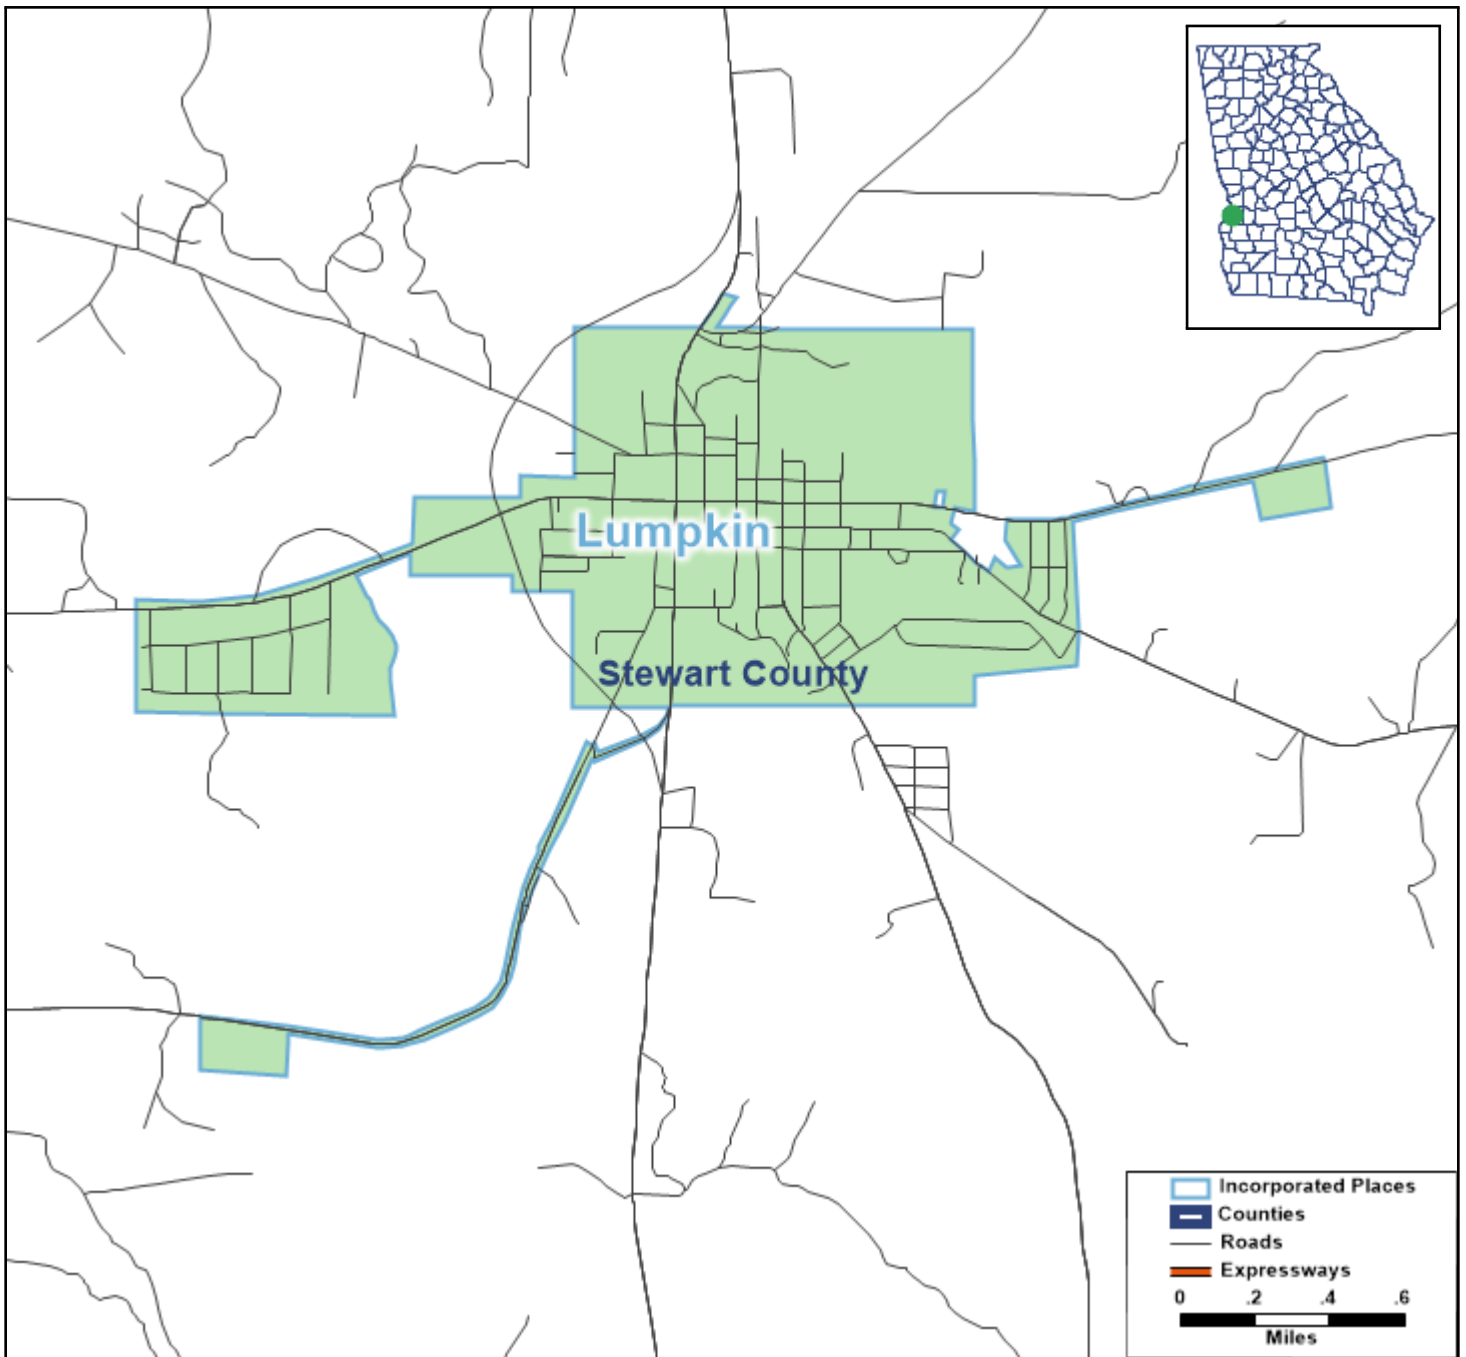 Lumpkin
Stewart County
Incorporated Places
Counties
Roads
Expressways
0 .2 .4 .6
Miles